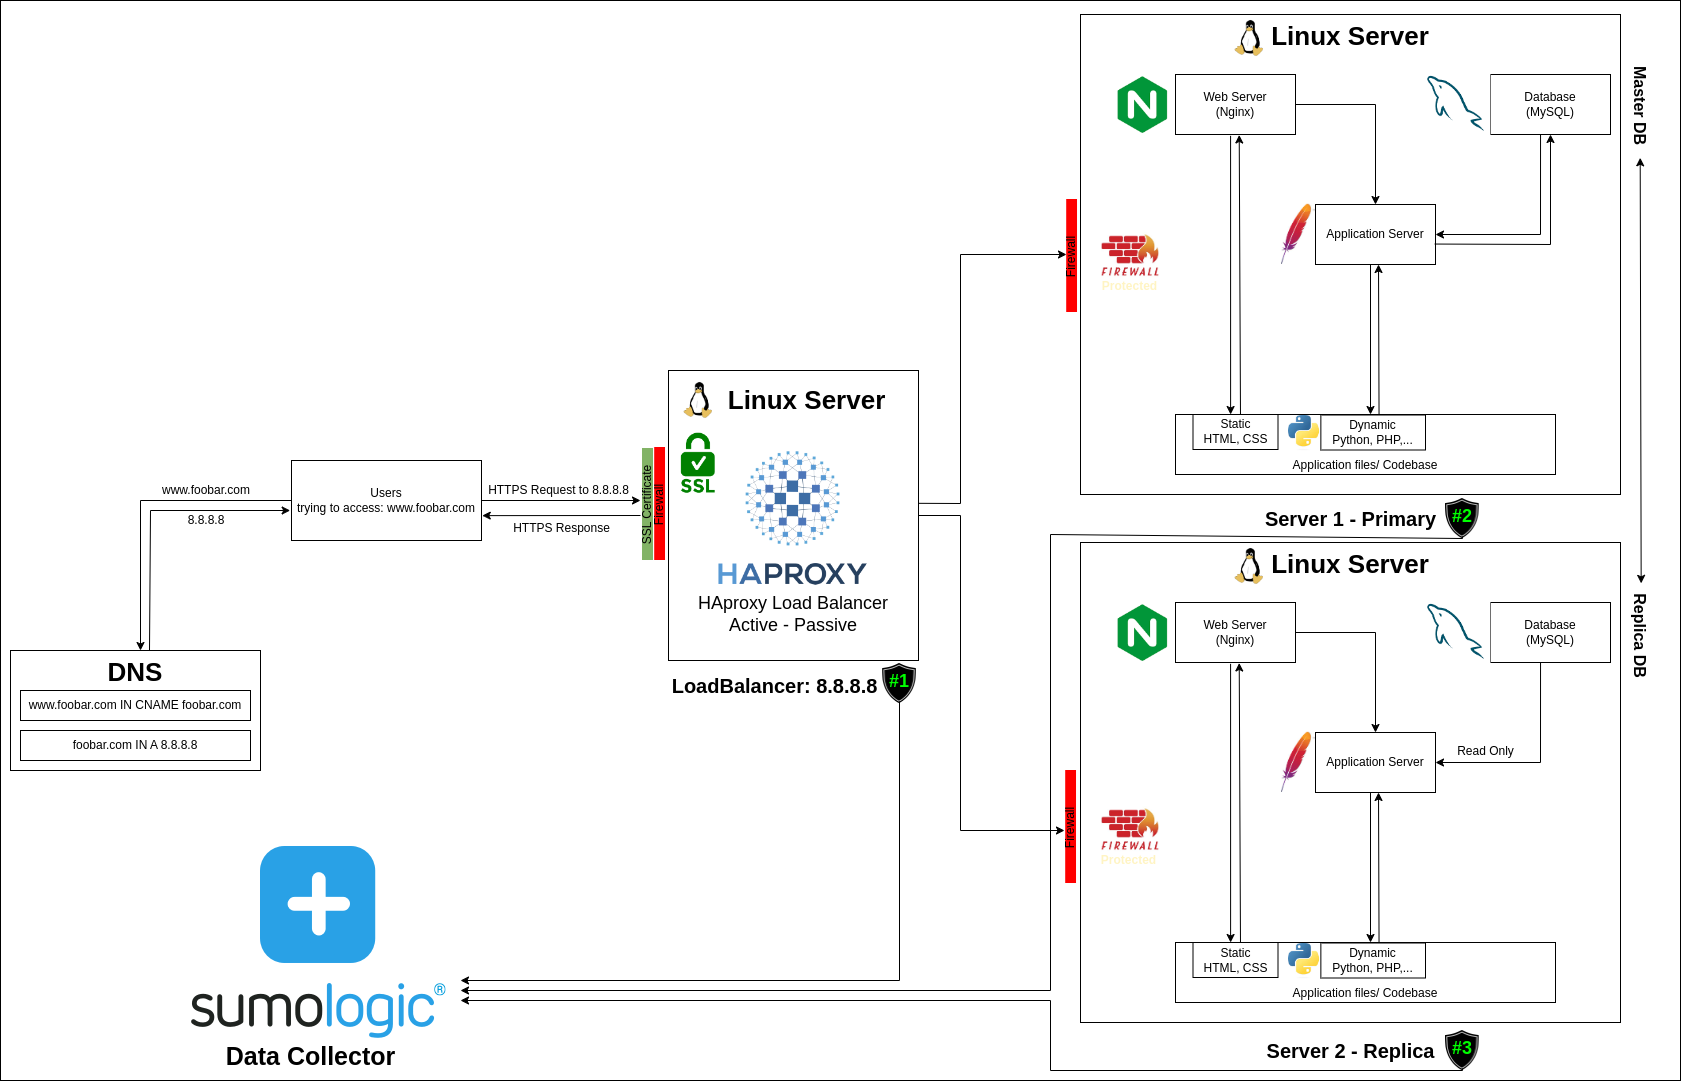 Linux Server
Web Server
(Nginx)
Database
(MySQL)
Master DB
Application Server
Firewall
FIREWALL
Protected
Static
HTML, CSS
Dynamic
Python, PHP,...
Application files/ Codebase
Server 1 - Primary
#2
Linux Server
SSL
HAPROXY
HAproxy Load Balancer
Active - Passive
LoadBalancer: 8.8.8.8
#1
SSL Certificate
Firewall
Users
trying to access: www.foobar.com
HTTPS Request to 8.8.8.8
HTTPS Response
www.foobar.com
8.8.8.8
DNS
www.foobar.com IN CNAME foobar.com
foobar.com IN A 8.8.8.8
Linux Server
Web Server
(Nginx)
Database
(MySQL)
Replica DB
Application Server
Read Only
Firewall
FIREWALL
Protected
Static
HTML, CSS
Dynamic
Python, PHP,...
Application files/ Codebase
Server 2 - Replica
#3
sumologic®
Data Collector